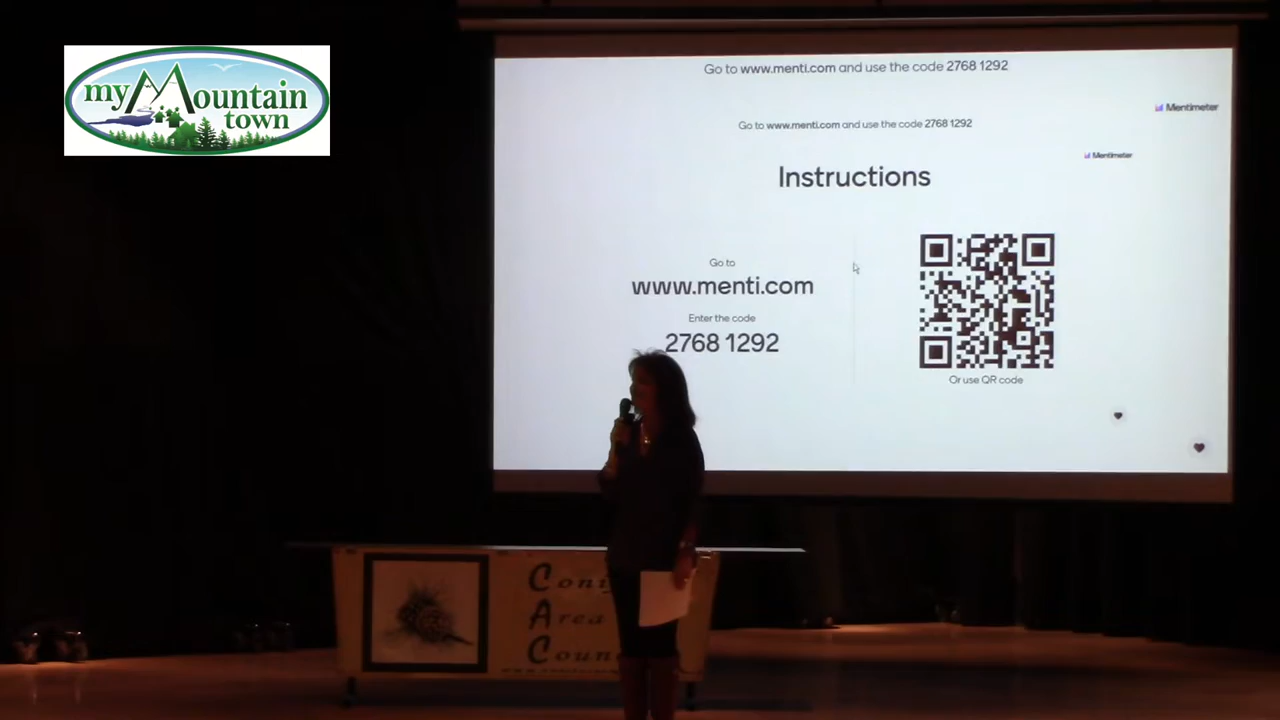 my Mountain
town
Go to www.menti.com and use the code 2768 1292
Mentimeter
Go to www.menti.com and use the code 2768 1292
Mentimeter
Instructions
Go to
www.menti.com
Enter the code
2768 1292
Or use QR code
Coni
Area
Coun